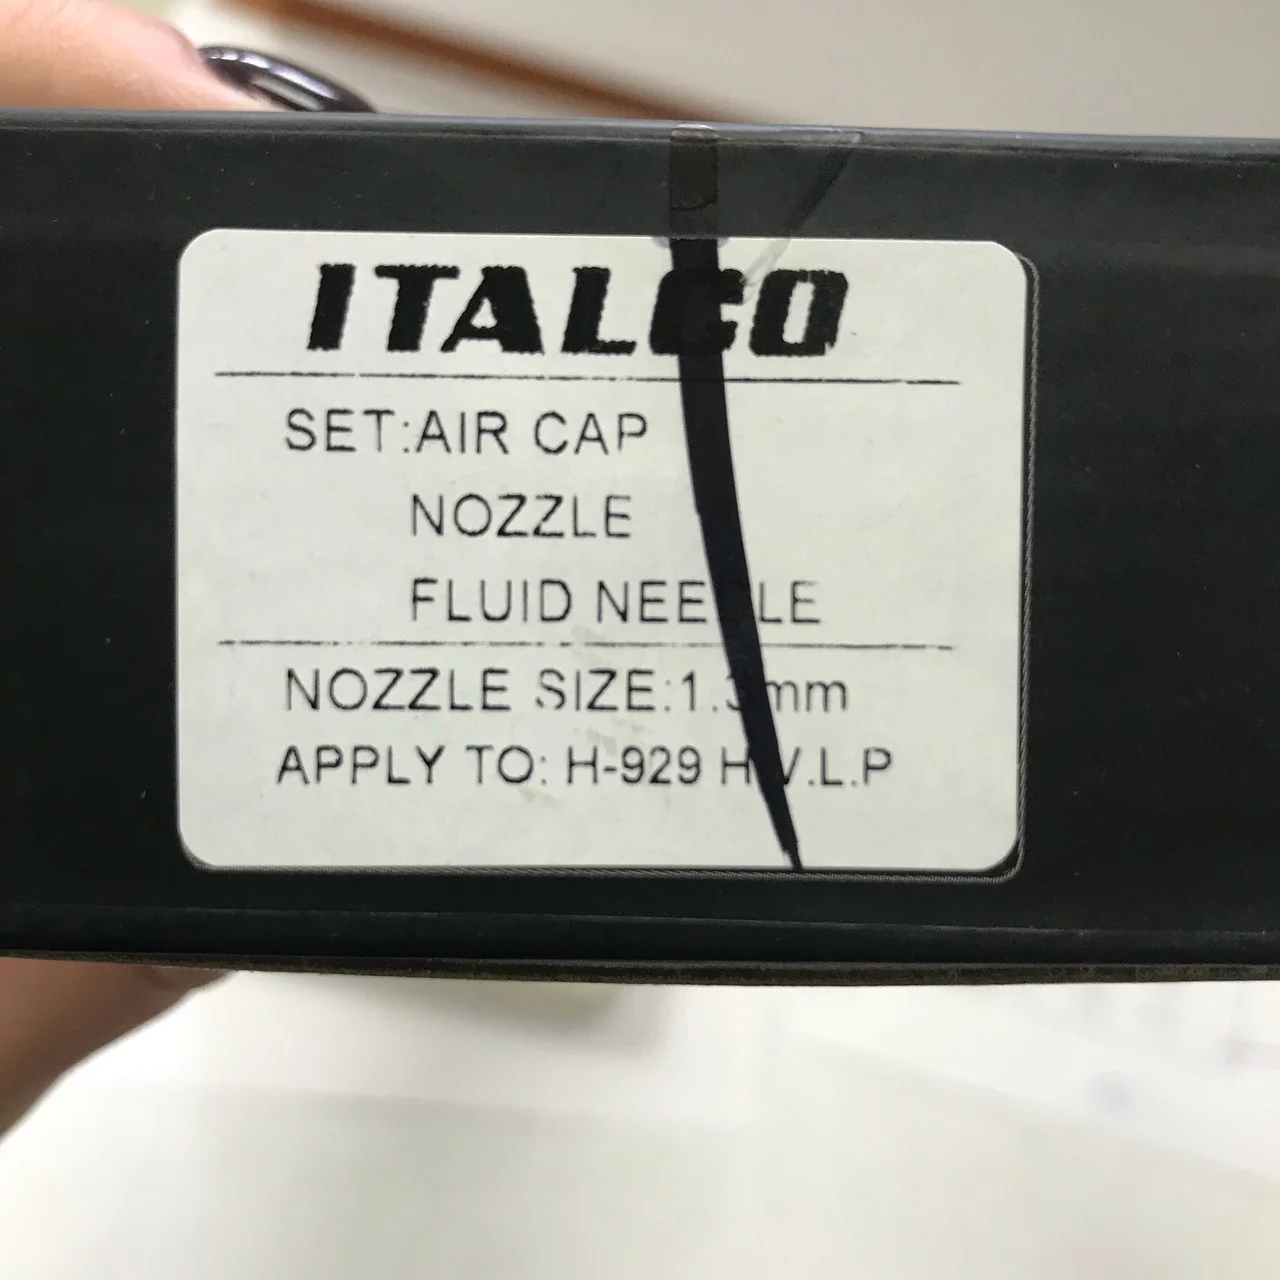 ITALCO
SET:AIR CAP
NOZZLE
FLUID NEEDLE
NOZZLE SIZE:1.3mm
APPLY TO: H-929 H.V.L.P